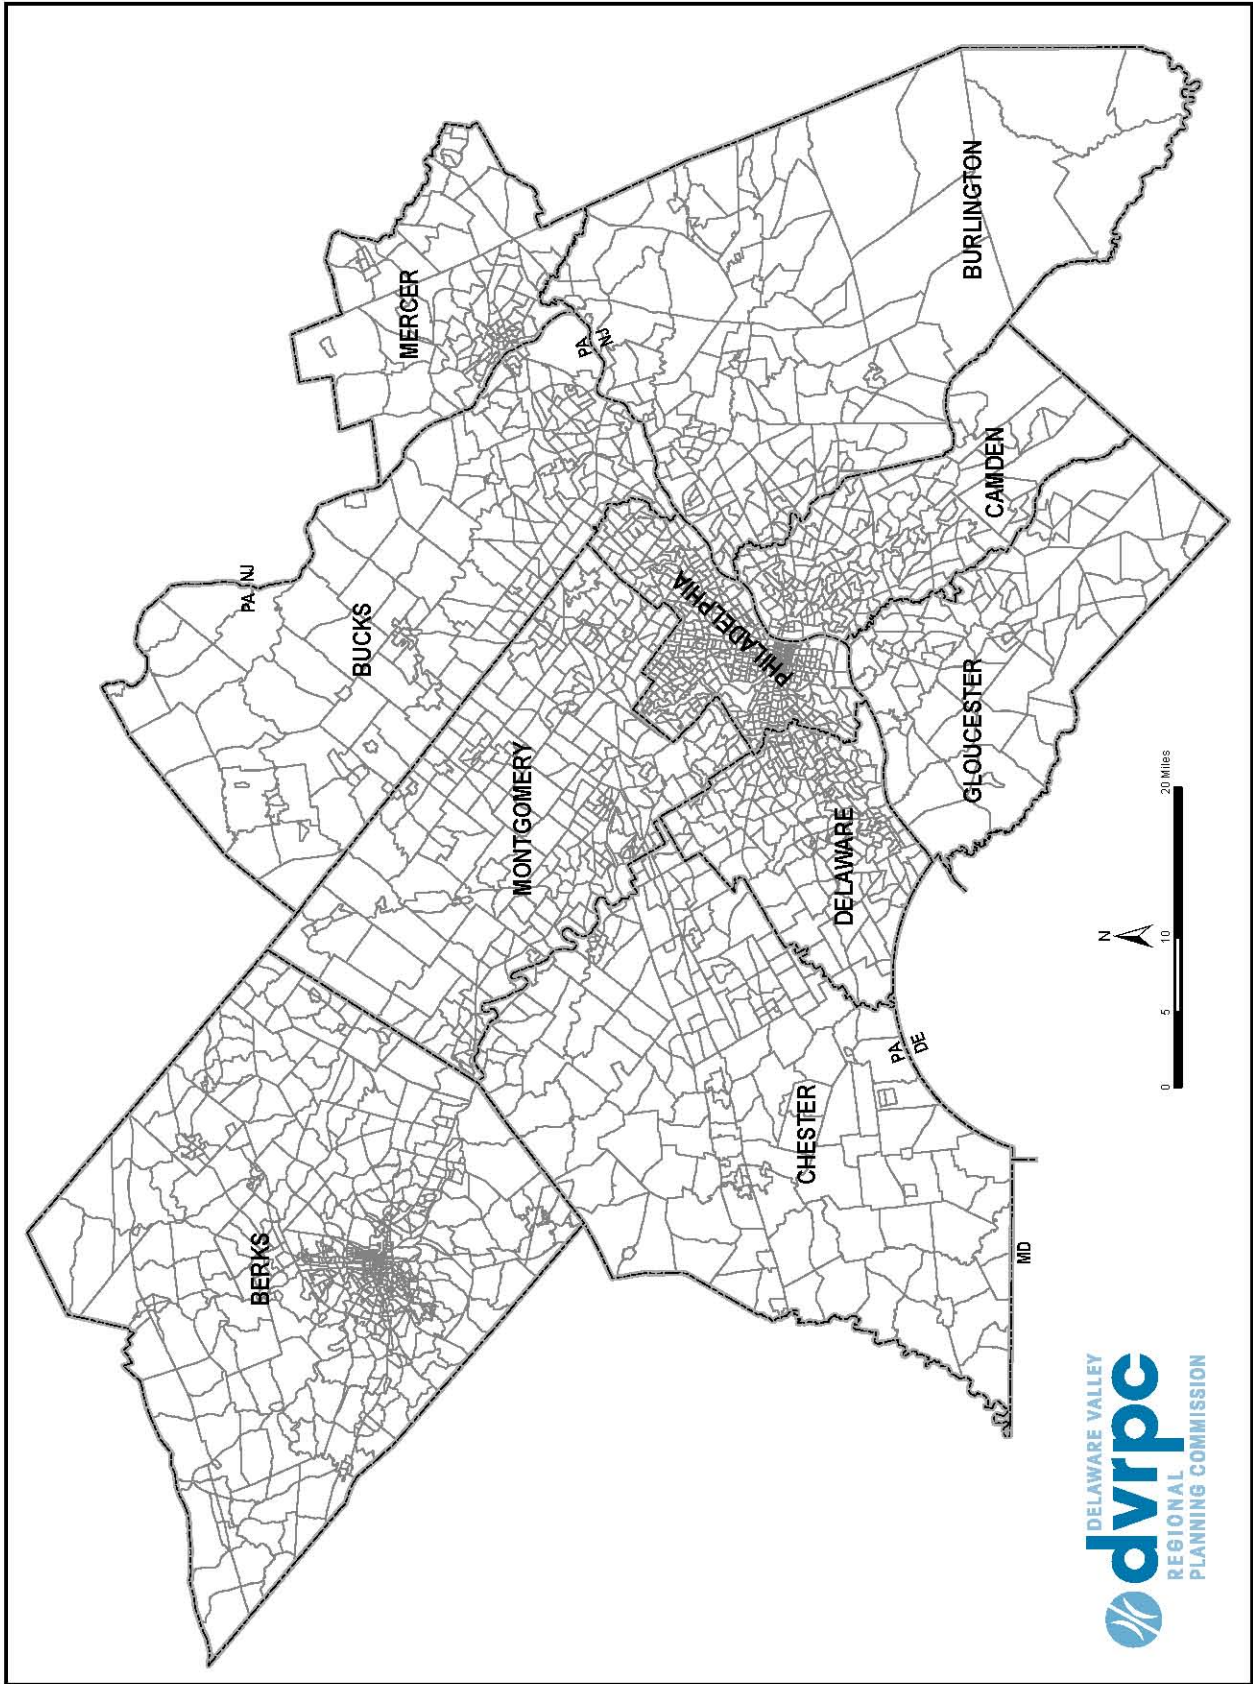 BERKS
BUCKS
PA NJ
MERCER
MONTGOMERY
PHILADELPHIA
PA
NJ
CHESTER
DELAWARE
PA
DE
GLOUCESTER
CAMDEN
BURLINGTON
MD
N
0 5 10 20 Miles
DELAWARE VALLEY
dvrpc
REGIONAL
PLANNING COMMISSION